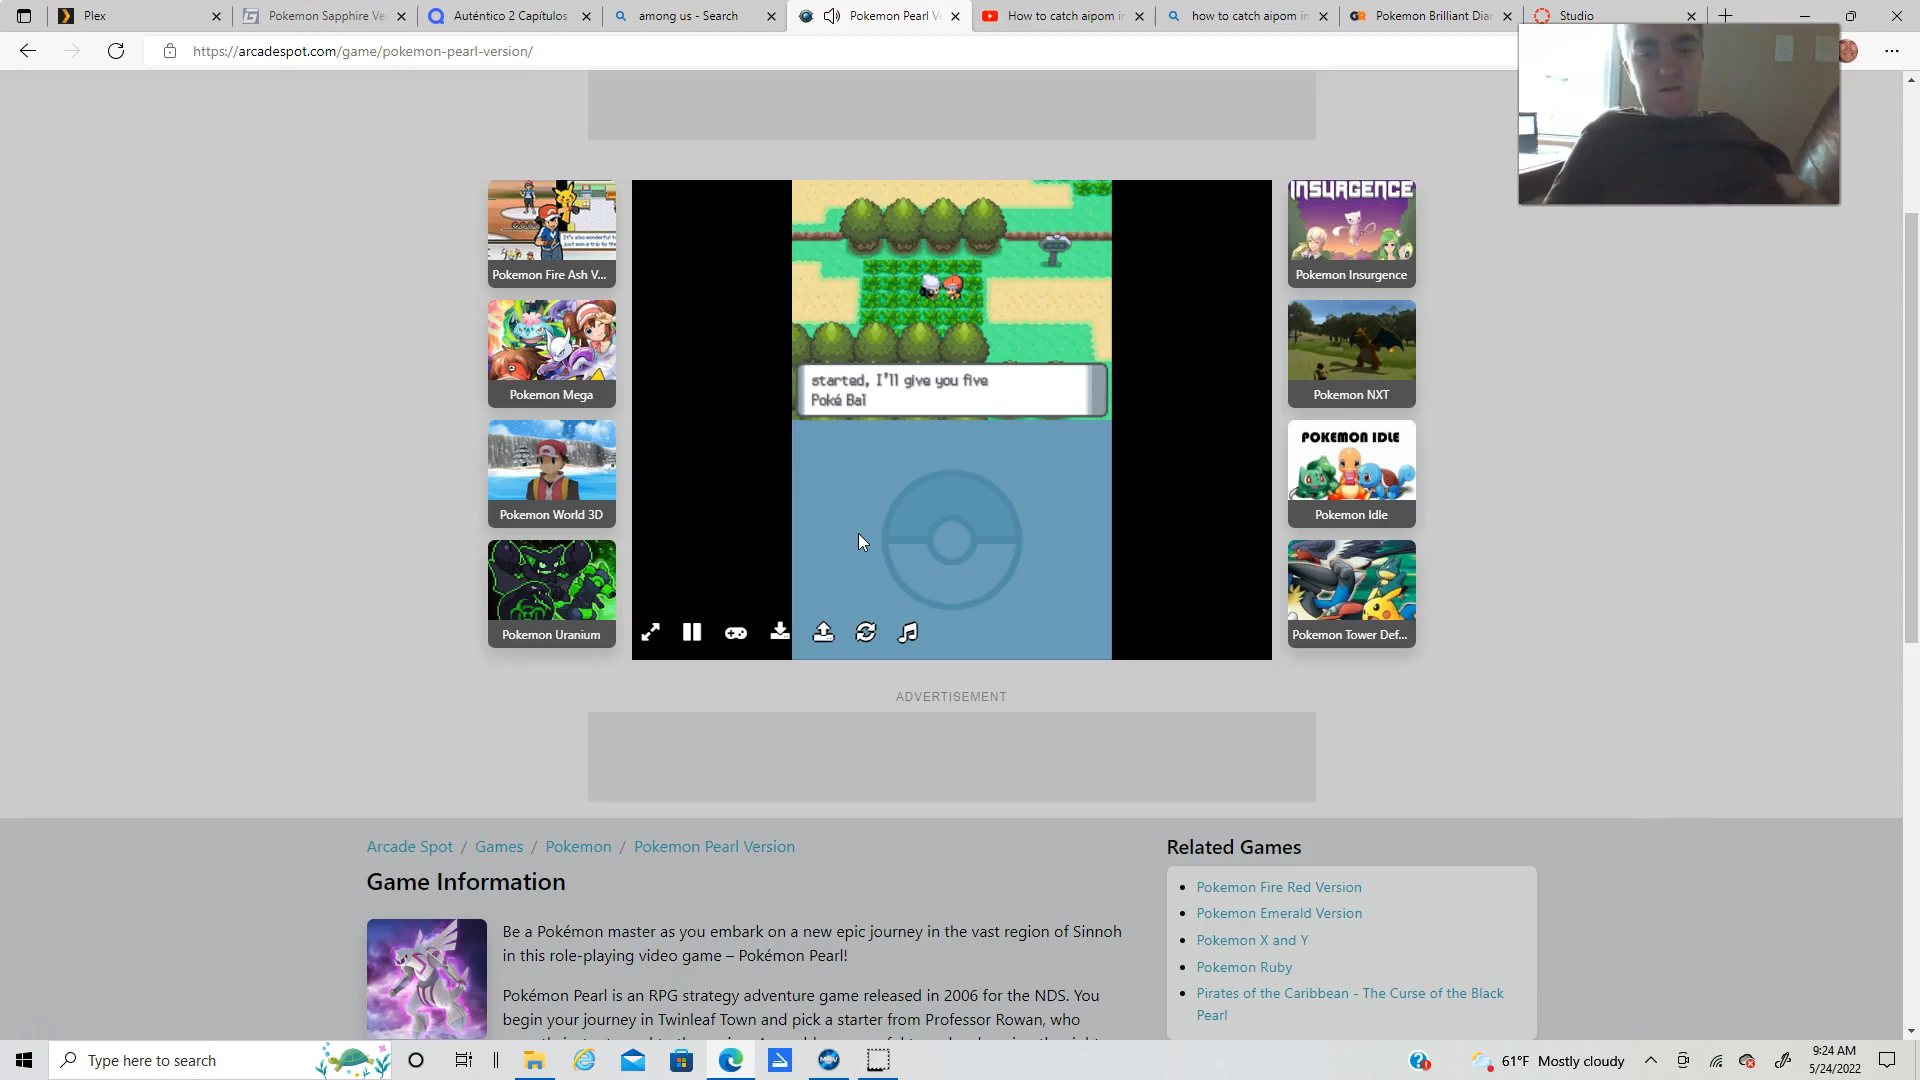 Plex
Pokemon Sapphire Ve
Auténtico 2 Capítulos
among us - Search
Pokemon Pearl V
How to catch aipom in
how to catch aipom in
GR
Pokemon Brilliant Dia
Studio
https://arcadespot.com/game/pokemon-pearl-version/
Pokemon Fire Ash V...
Pokemon Mega
Pokemon World 3D
Pokemon Uranium
started, I'll give you five
Poké Bal
INSURGENCE
Pokemon Insurgence
Pokemon NXT
POKEMON IDLE
Pokemon Idle
Pokemon Tower Def...
ADVERTISEMENT
Arcade Spot / Games / Pokemon / Pokemon Pearl Version
Game Information
Be a Pokémon master as you embark on a new epic journey in the vast region of Sinnoh
in this role-playing video game – Pokémon Pearl!
Pokémon Pearl is an RPG strategy adventure game released in 2006 for the NDS. You
begin your journey in Twinleaf Town and pick a starter from Professor Rowan, who
Related Games
Pokemon Fire Red Version
Pokemon Emerald Version
Pokemon X and Y
Pokemon Ruby
Pirates of the Caribbean - The Curse of the Black
Pearl
Type here to search
61°F Mostly cloudy
9:24 AM
5/24/2022